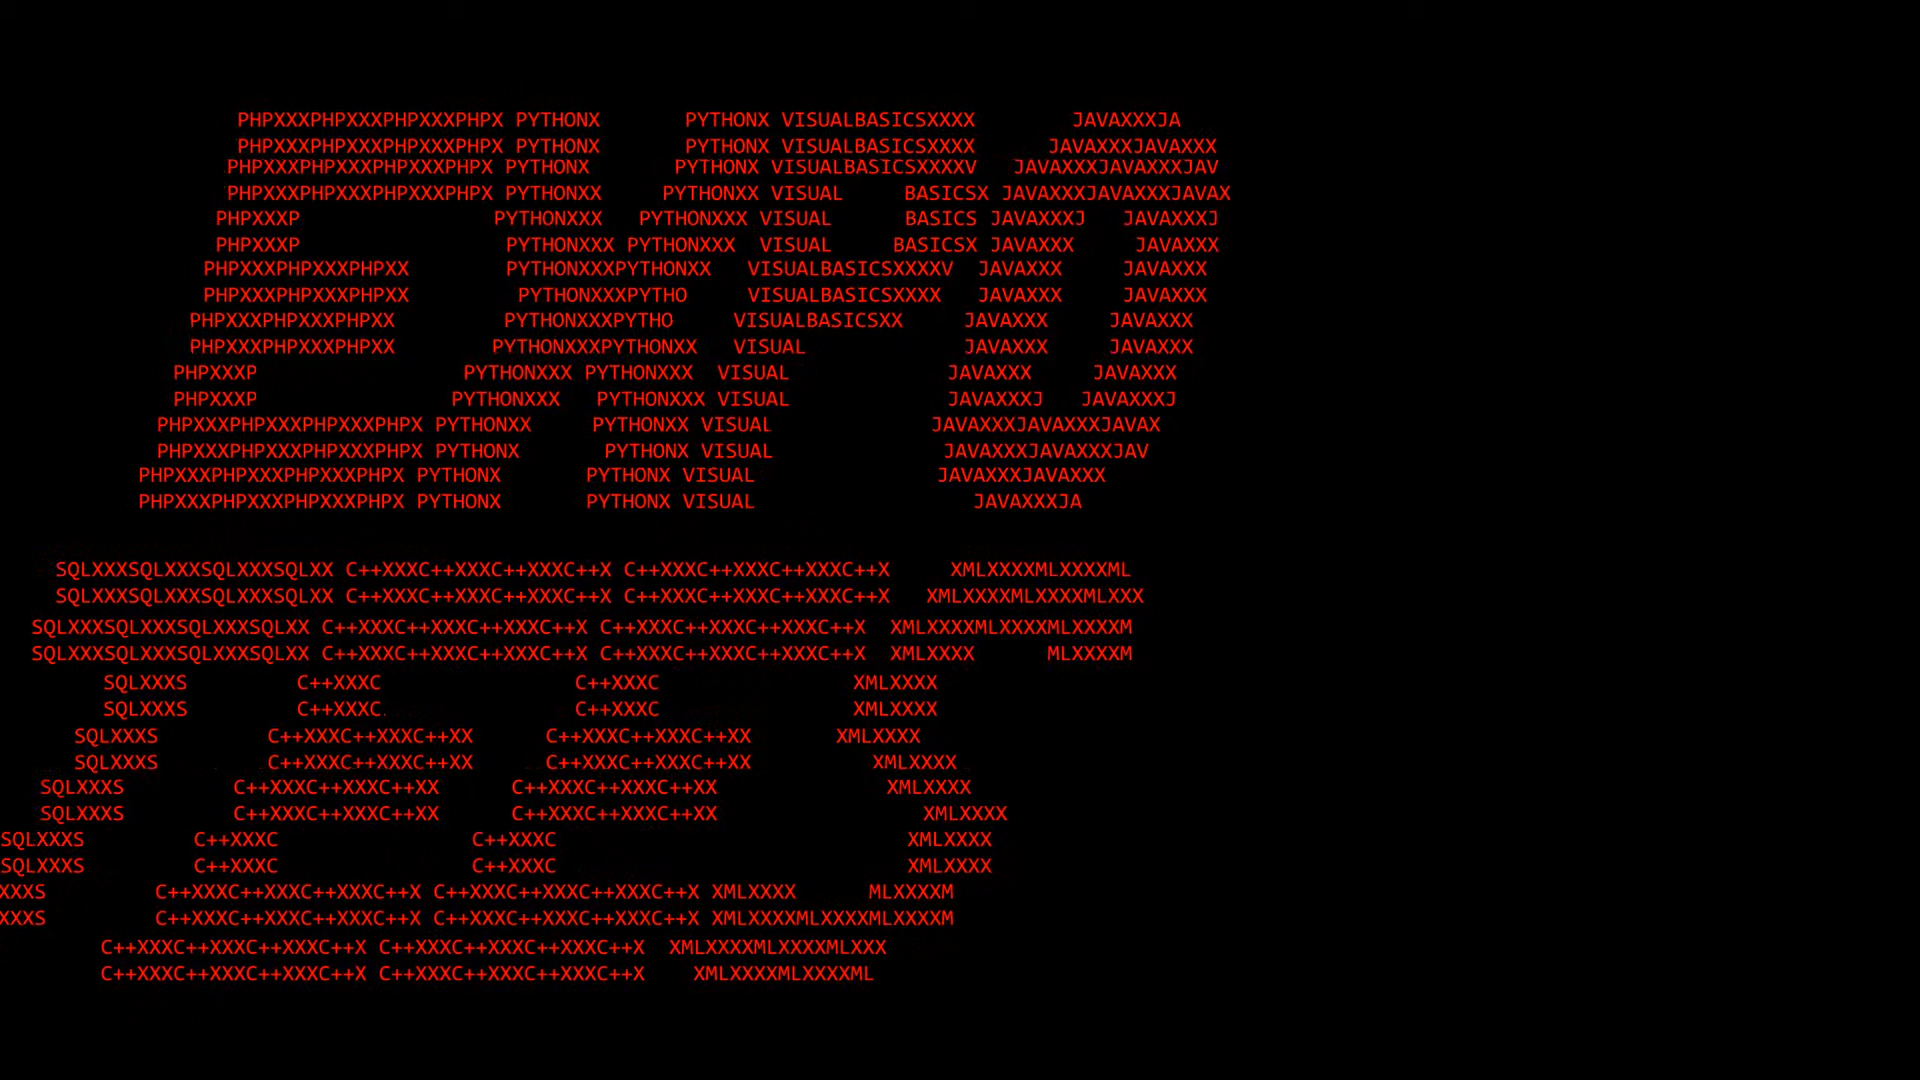 PHPXXXPHPXXXPHPXXXPHPX PYTHONX PYTHONX VISUALBASICSXXXX JAVAXXXJA
PHPXXXPHPXXXPHPXXXPHPX PYTHONX PYTHONX VISUALBASICSXXXX JAVAXXXJAVAXXX
PHPXXXPHPXXXPHPXXXPHPX PYTHONX PYTHONX VISUALBASICSXXXXV JAVAXXXJAVAXXXJAV
PHPXXXPHPXXXPHPXXXPHPX PYTHONXX PYTHONXX VISUAL BASICSX JAVAXXXJAVAXXXJAVAX
PHPXXXP PYTHONXXX PYTHONXXX VISUAL BASICS JAVAXXXJ JAVAXXXJ
PHPXXXP PYTHONXXX PYTHONXXX VISUAL BASICSX JAVAXXX JAVAXXX
PHPXXXPHPXXXPHPXX PYTHONXXXPYTHONXX VISUALBASICSXXXXV JAVAXXX JAVAXXX
PHPXXXPHPXXXPHPXX PYTHONXXXPYTHO VISUALBASICSXXXX JAVAXXX JAVAXXX
PHPXXXPHPXXXPHPXX PYTHONXXXPYTHO VISUALBASICSXX JAVAXXX JAVAXXX
PHPXXXPHPXXXPHPXX PYTHONXXXPYTHONXX VISUAL JAVAXXX JAVAXXX
PHPXXXP PYTHONXXX PYTHONXXX VISUAL JAVAXXX JAVAXXX
PHPXXXP PYTHONXXX PYTHONXXX VISUAL JAVAXXXJ JAVAXXXJ
PHPXXXPHPXXXPHPXXXPHPX PYTHONXX PYTHONXX VISUAL JAVAXXXJAVAXXXJAVAX
PHPXXXPHPXXXPHPXXXPHPX PYTHONX PYTHONX VISUAL JAVAXXXJAVAXXXJAV
PHPXXXPHPXXXPHPXXXPHPX PYTHONX PYTHONX VISUAL JAVAXXXJAVAXXX
PHPXXXPHPXXXPHPXXXPHPX PYTHONX PYTHONX VISUAL JAVAXXXJA
SQLXXXSQLXXXSQLXXXSQLXX C++XXXC++XXXC++XXXC++X C++XXXC++XXXC++XXXC++X XMLXXXXMLXXXXML
SQLXXXSQLXXXSQLXXXSQLXX C++XXXC++XXXC++XXXC++X C++XXXC++XXXC++XXXC++X XMLXXXXMLXXXXMLXXX
SQLXXXSQLXXXSQLXXXSQLXX C++XXXC++XXXC++XXXC++X C++XXXC++XXXC++XXXC++X XMLXXXXMLXXXXMLXXXXM
SQLXXXSQLXXXSQLXXXSQLXX C++XXXC++XXXC++XXXC++X C++XXXC++XXXC++XXXC++X XMLXXXX MLXXXXM
SQLXXXS C++XXXC C++XXXC XMLXXXX
SQLXXXS C++XXXC C++XXXC XMLXXXX
SQLXXXS C++XXXC++XXXC++XX C++XXXC++XXXC++XX XMLXXXX
SQLXXXS C++XXXC++XXXC++XX C++XXXC++XXXC++XX XMLXXXX
SQLXXXS C++XXXC++XXXC++XX C++XXXC++XXXC++XX XMLXXXX
SQLXXXS C++XXXC++XXXC++XX C++XXXC++XXXC++XX XMLXXXX
SQLXXXS C++XXXC C++XXXC XMLXXXX
SQLXXXS C++XXXC C++XXXC XMLXXXX
XXXS C++XXXC++XXXC++XXXC++X C++XXXC++XXXC++XXXC++X XMLXXXX MLXXXXM
XXXS C++XXXC++XXXC++XXXC++X C++XXXC++XXXC++XXXC++X XMLXXXXMLXXXXMLXXXXM
C++XXXC++XXXC++XXXC++X C++XXXC++XXXC++XXXC++X XMLXXXXMLXXXXMLXXX
C++XXXC++XXXC++XXXC++X C++XXXC++XXXC++XXXC++X XMLXXXXMLXXXXML